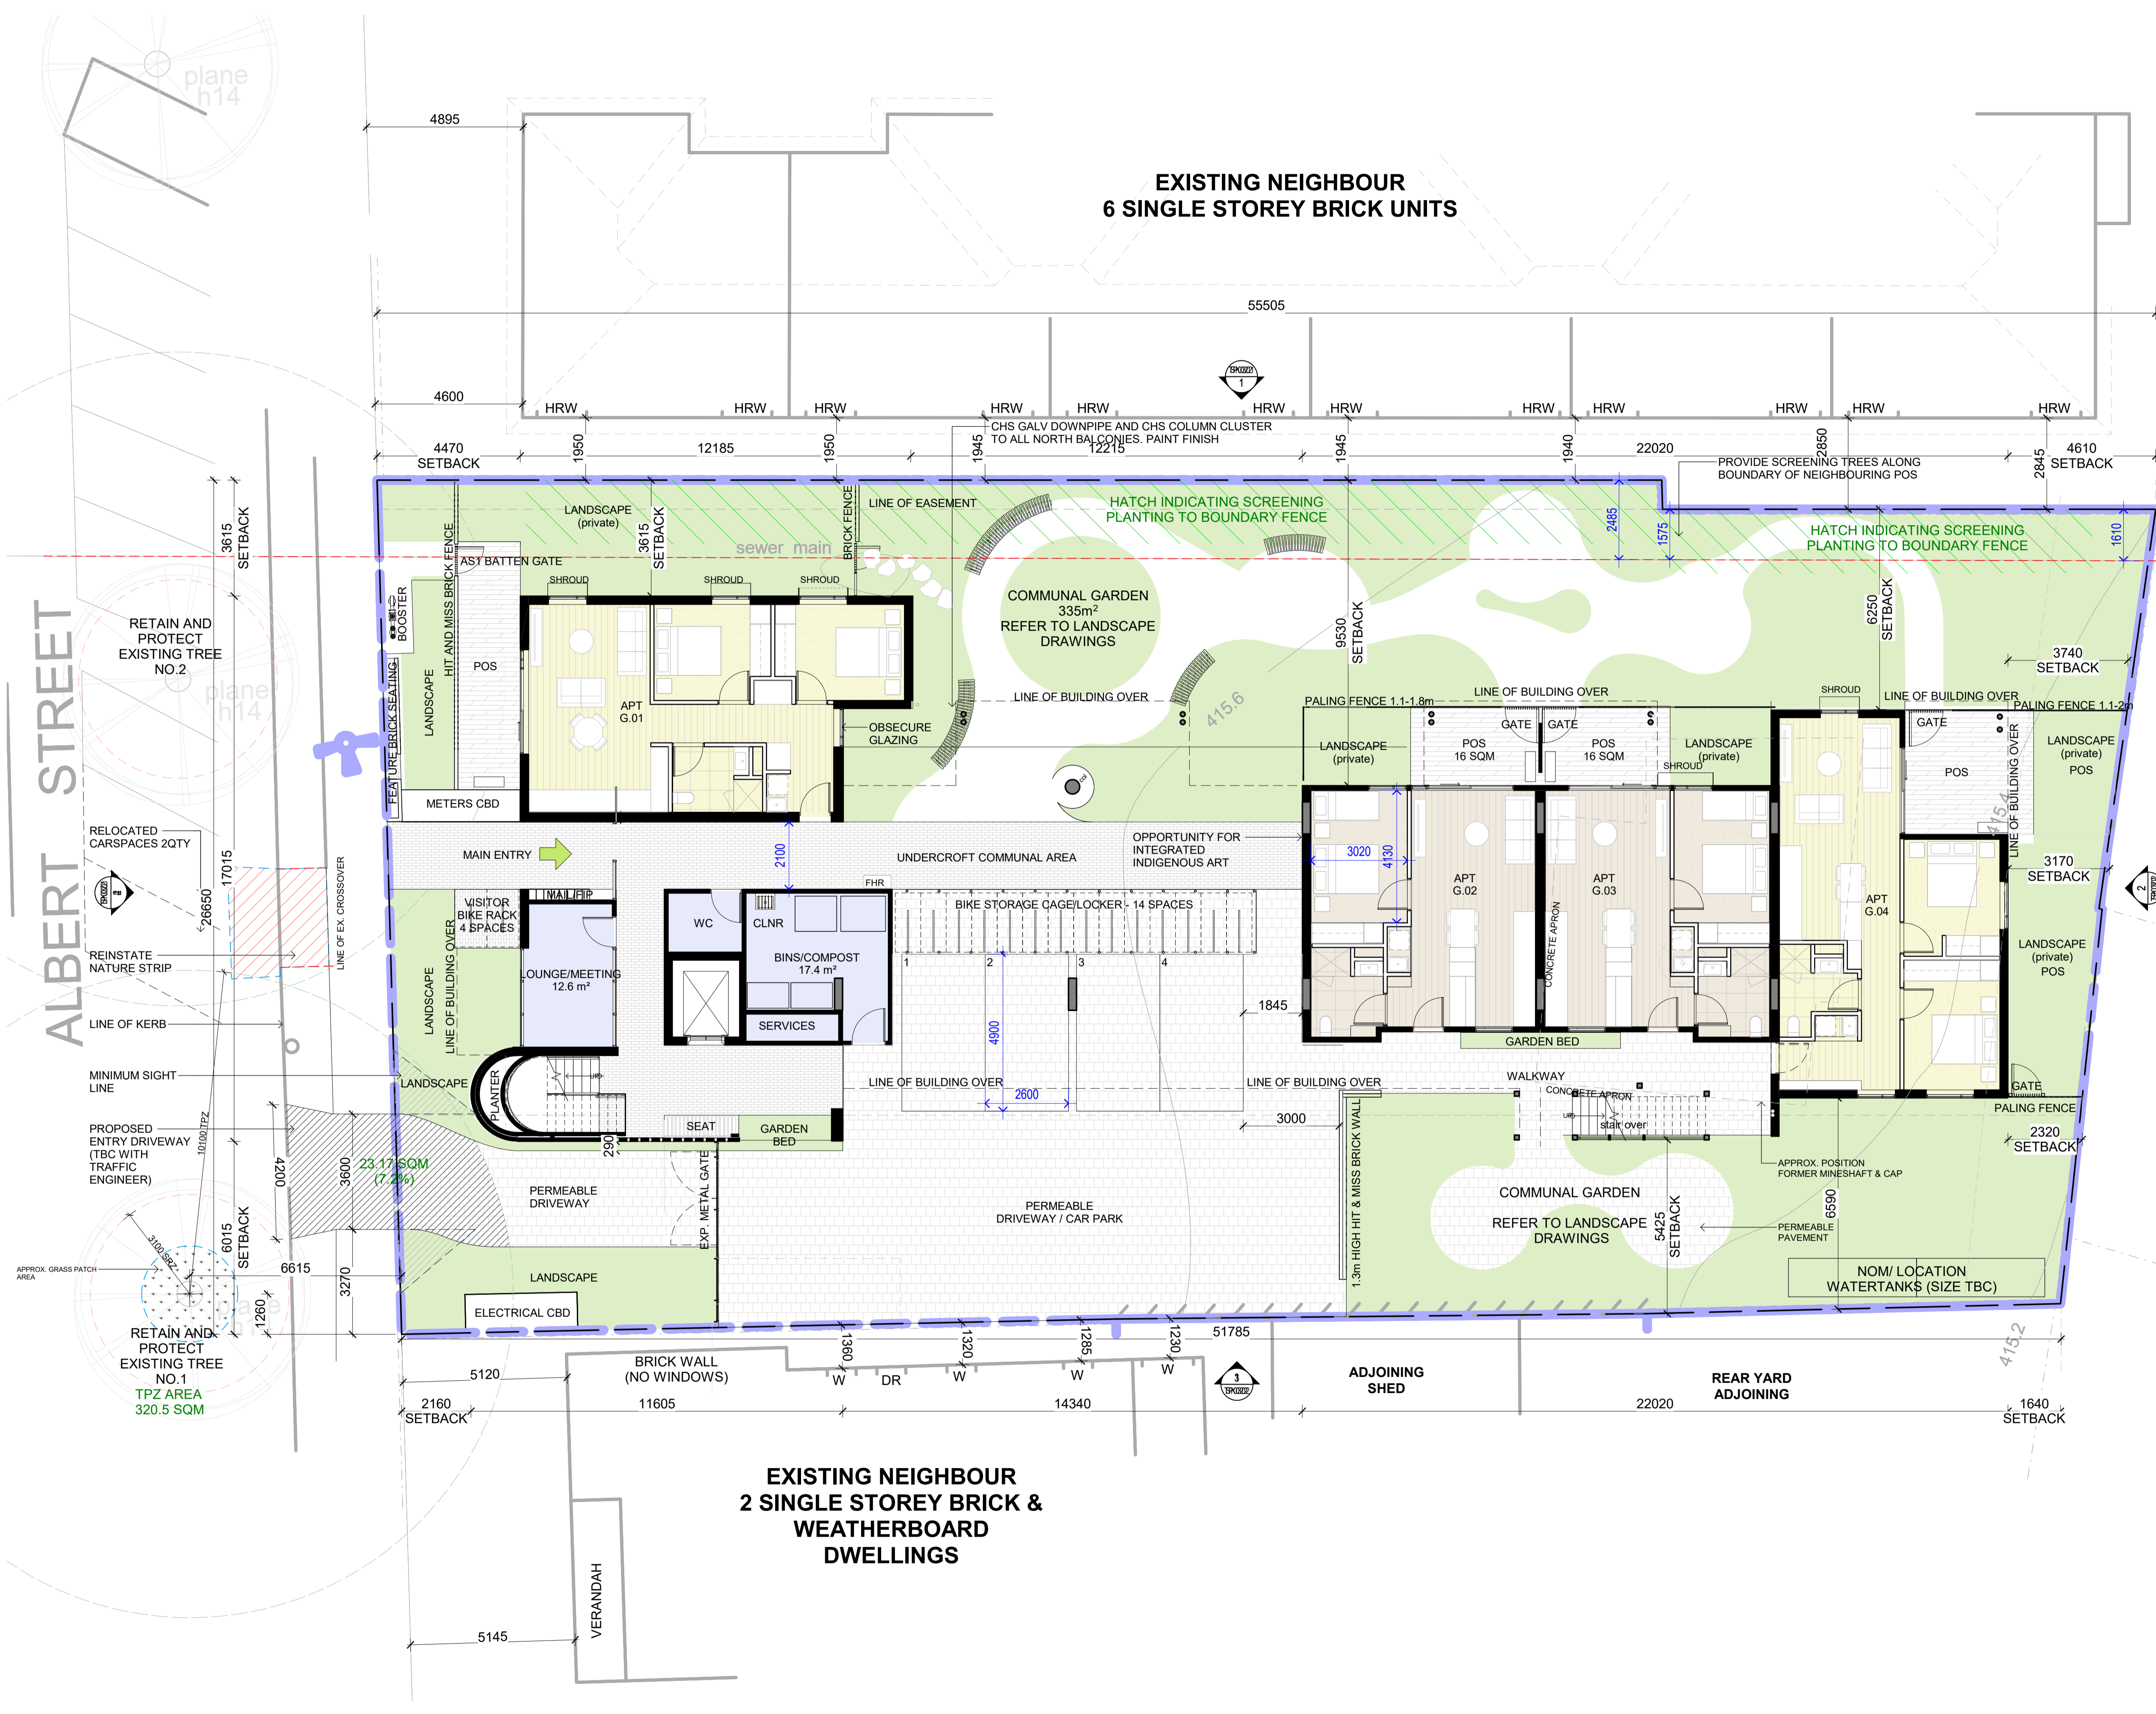 plane
h14
4895
EXISTING NEIGHBOUR
6 SINGLE STOREY BRICK UNITS
55505
1
4600
HRW
HRW
HRW
HRW
HRW
HRW
HRW
HRW
HRW
HRW
HRW
HRW
CHS GALV DOWNPIPE AND CHS COLUMN CLUSTER
TO ALL NORTH BALCONIES. PAINT FINISH
4470
SETBACK
1950
12185
1950
1945
12215
1945
1940
22020
2850
2845
4610
SETBACK
PROVIDE SCREENING TREES ALONG
BOUNDARY OF NEIGHBOURING POS
3615
SETBACK
LANDSCAPE
(private)
3615
SETBACK
BRICK FENCE
LINE OF EASEMENT
HATCH INDICATING SCREENING
PLANTING TO BOUNDARY FENCE
2485
1575
HATCH INDICATING SCREENING
PLANTING TO BOUNDARY FENCE
1610
HIT AND MISS BRICK FENCE
sewer main
AS1 BATTEN GATE
SHROUD
SHROUD
SHROUD
COMMUNAL GARDEN
335m²
REFER TO LANDSCAPE
DRAWINGS
9530
SETBACK
6250
SETBACK
BOOSTER
RETAIN AND
PROTECT
EXISTING TREE
NO.2
plane
h14
ALBERT STREET
POS
LANDSCAPE
FEATURE BRICK SEATING
APT
G.01
OBSECURE
GLAZING
LINE OF BUILDING OVER
415.6
PALING FENCE 1.1-1.8m
LINE OF BUILDING OVER
3740
SETBACK
SHROUD
LINE OF BUILDING OVER
PALING FENCE 1.1-2m
GATE
GATE
GATE
LANDSCAPE
(private)
POS
16 SQM
POS
16 SQM
LANDSCAPE
(private)
SHROUD
POS
LINE OF BUILDING OVER
LANDSCAPE
(private)
POS
415.4
METERS CBD
col
RELOCATED
CARSPACES 2QTY
17015
26650
LINE OF EX. CROSSOVER
MAIN ENTRY
2100
UNDERCROFT COMMUNAL AREA
OPPORTUNITY FOR
INTEGRATED
INDIGENOUS ART
3020
4130
APT
G.02
APT
G.03
APT
G.04
3170
SETBACK
2
FHR
MAIL/FIP
VISITOR
BIKE RACK
4 SPACES
WC
CLNR
BIKE STORAGE CAGE/LOCKER - 14 SPACES
CONCRETE APRON
REINSTATE
NATURE STRIP
LINE OF BUILDING OVER
LANDSCAPE
LOUNGE/MEETING
12.6 m²
BINS/COMPOST
17.4 m²
1
2
3
4
LANDSCAPE
(private)
POS
LINE OF KERB
SERVICES
4900
1845
GARDEN BED
MINIMUM SIGHT
LINE
LANDSCAPE
PLANTER
UP
LINE OF BUILDING OVER
2600
LINE OF BUILDING OVER
WALKWAY
CONCRETE APRON
UP
stair over
GATE
PALING FENCE
3000
2320
SETBACK
PROPOSED
ENTRY DRIVEWAY
(TBC WITH
TRAFFIC
ENGINEER)
10100 TPZ
4200
3600
23.17 SQM
(7.2%)
290
SEAT
GARDEN
BED
1.3m HIGH HIT & MISS BRICK WALL
APPROX. POSITION
FORMER MINESHAFT & CAP
PERMEABLE
DRIVEWAY
EXP. METAL GATE
PERMEABLE
DRIVEWAY / CAR PARK
COMMUNAL GARDEN
REFER TO LANDSCAPE
DRAWINGS
5425
SETBACK
6590
PERMEABLE
PAVEMENT
3100 SRZ
6015
SETBACK
APPROX. GRASS PATCH
AREA
6615
1260
3270
LANDSCAPE
ELECTRICAL CBD
NOM/ LOCATION
WATERTANKS (SIZE TBC)
plane
RETAIN AND
PROTECT
EXISTING TREE
NO.1
TPZ AREA
320.5 SQM
1360
1320
1285
1230
51785
415.2
BRICK WALL
(NO WINDOWS)
W
DR
W
W
W
3
ADJOINING
SHED
REAR YARD
ADJOINING
5120
2160
SETBACK
11605
14340
22020
1640
SETBACK
EXISTING NEIGHBOUR
2 SINGLE STOREY BRICK &
WEATHERBOARD
DWELLINGS
VERANDAH
5145